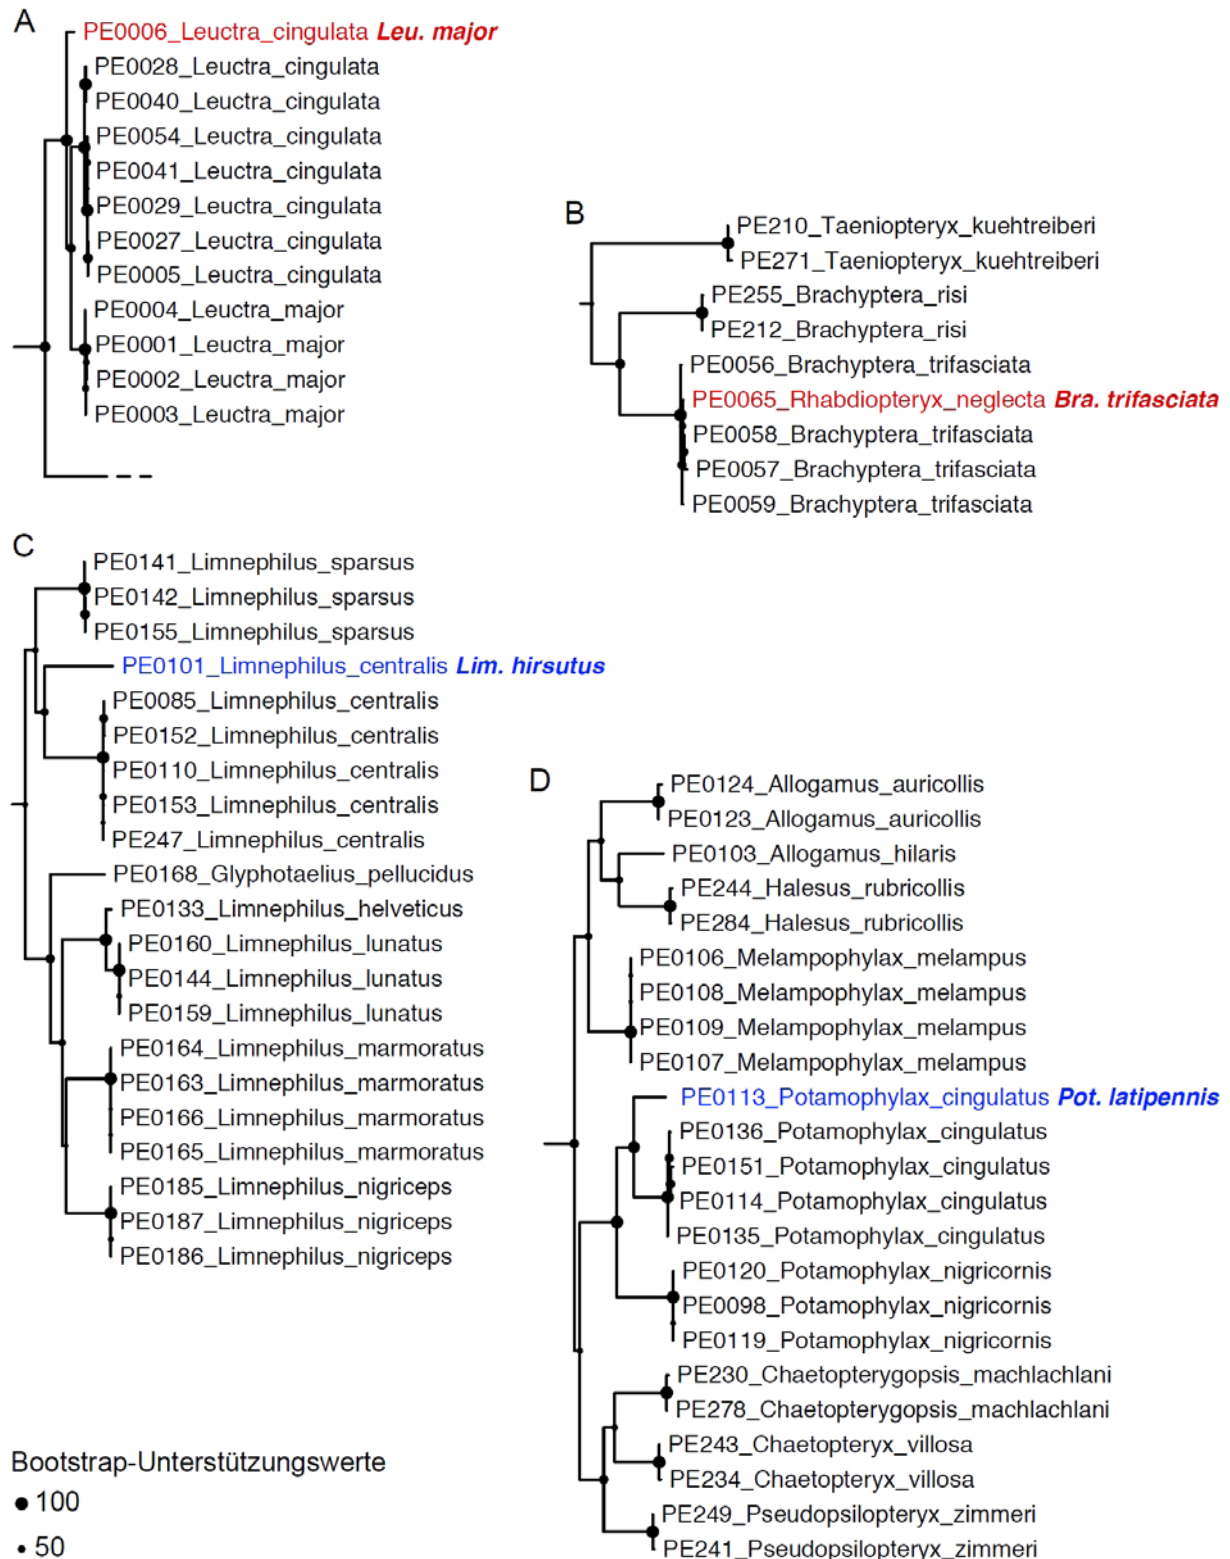 A
PE0006_Leuctra_cingulata Leu. major
PE0028_Leuctra_cingulata
PE0040_Leuctra_cingulata
PE0054_Leuctra_cingulata
PE0041_Leuctra_cingulata
PE0029_Leuctra_cingulata
PE0027_Leuctra_cingulata
PE0005_Leuctra_cingulata
PE0004_Leuctra_major
PE0001_Leuctra_major
PE0002_Leuctra_major
PE0003_Leuctra_major
B
PE210_Taeniopteryx_kuehtreiberi
PE271_Taeniopteryx_kuehtreiberi
PE255_Brachyptera_risi
PE212_Brachyptera_risi
PE0056_Brachyptera_trifasciata
PE0065_Rhabdiopteryx_neglecta Bra. trifasciata
PE0058_Brachyptera_trifasciata
PE0057_Brachyptera_trifasciata
PE0059_Brachyptera_trifasciata
C
PE0141_Limnephilus_sparsus
PE0142_Limnephilus_sparsus
PE0155_Limnephilus_sparsus
PE0101_Limnephilus_centralis Lim. hirsutus
PE0085_Limnephilus_centralis
PE0152_Limnephilus_centralis
PE0110_Limnephilus_centralis
PE0153_Limnephilus_centralis
PE247_Limnephilus_centralis
PE0168_Glyphotaelius_pellucidus
PE0133_Limnephilus_helveticus
PE0160_Limnephilus_lunatus
PE0144_Limnephilus_lunatus
PE0159_Limnephilus_lunatus
PE0164_Limnephilus_marmoratus
PE0163_Limnephilus_marmoratus
PE0166_Limnephilus_marmoratus
PE0165_Limnephilus_marmoratus
PE0185_Limnephilus_nigriceps
PE0187_Limnephilus_nigriceps
PE0186_Limnephilus_nigriceps
D
PE0124_Allogamus_auricollis
PE0123_Allogamus_auricollis
PE0103_Allogamus_hilaris
PE244_Halesus_rubricollis
PE284_Halesus_rubricollis
PE0106_Melampophylax_melampus
PE0108_Melampophylax_melampus
PE0109_Melampophylax_melampus
PE0107_Melampophylax_melampus
PE0113_Potamophylax_cingulatus Pot. latipennis
PE0136_Potamophylax_cingulatus
PE0151_Potamophylax_cingulatus
PE0114_Potamophylax_cingulatus
PE0135_Potamophylax_cingulatus
PE0120_Potamophylax_nigricornis
PE0098_Potamophylax_nigricornis
PE0119_Potamophylax_nigricornis
PE230_Chaetopterygopsis_machlachlani
PE278_Chaetopterygopsis_machlachlani
PE243_Chaetopteryx_villosa
PE234_Chaetopteryx_villosa
PE249_Pseudopsilopteryx_zimmeri
PE241_Pseudopsilopteryx_zimmeri
Bootstrap-Unterstützungswerte
100
50